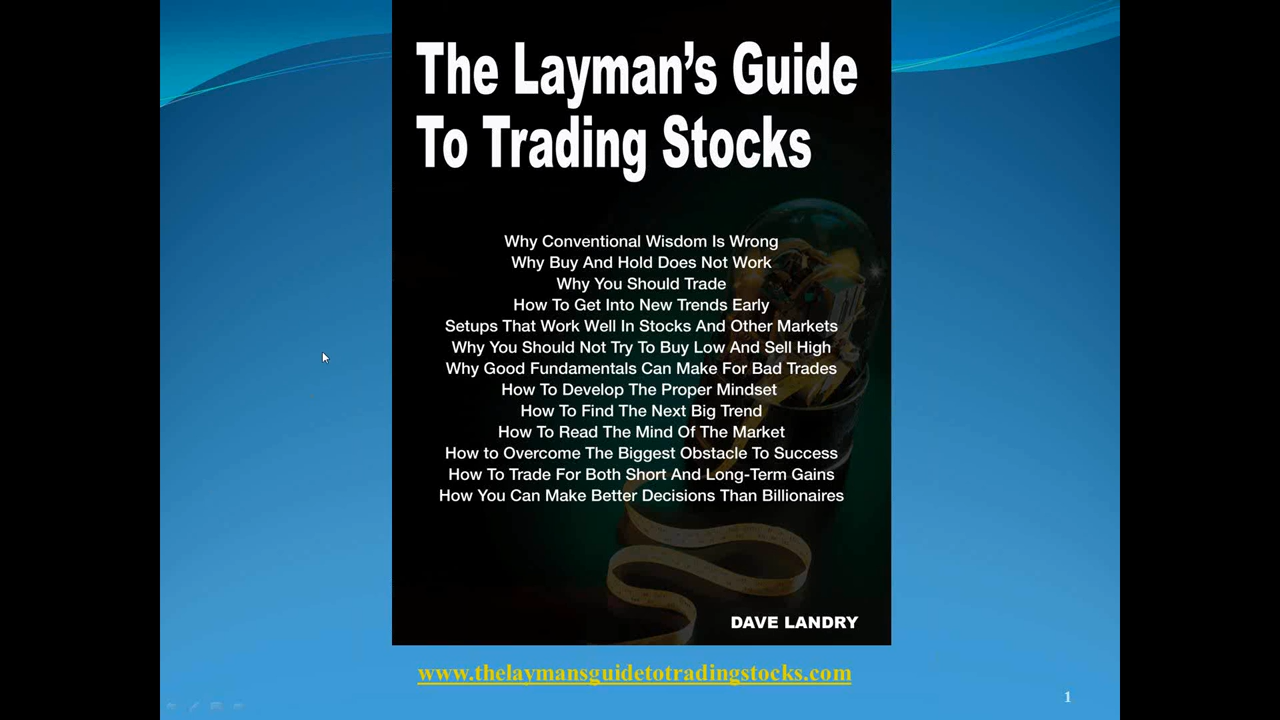 The Layman's Guide
To Trading Stocks
Why Conventional Wisdom Is Wrong
Why Buy And Hold Does Not Work
Why You Should Trade
How To Get Into New Trends Early
Setups That Work Well In Stocks And Other Markets
Why You Should Not Try To Buy Low And Sell High
Why Good Fundamentals Can Make For Bad Trades
How To Develop The Proper Mindset
How To Find The Next Big Trend
How To Read The Mind Of The Market
How to Overcome The Biggest Obstacle To Success
How To Trade For Both Short And Long-Term Gains
How You Can Make Better Decisions Than Billionaires
DAVE LANDRY
www.thelaymansguidetotradingstocks.com
1